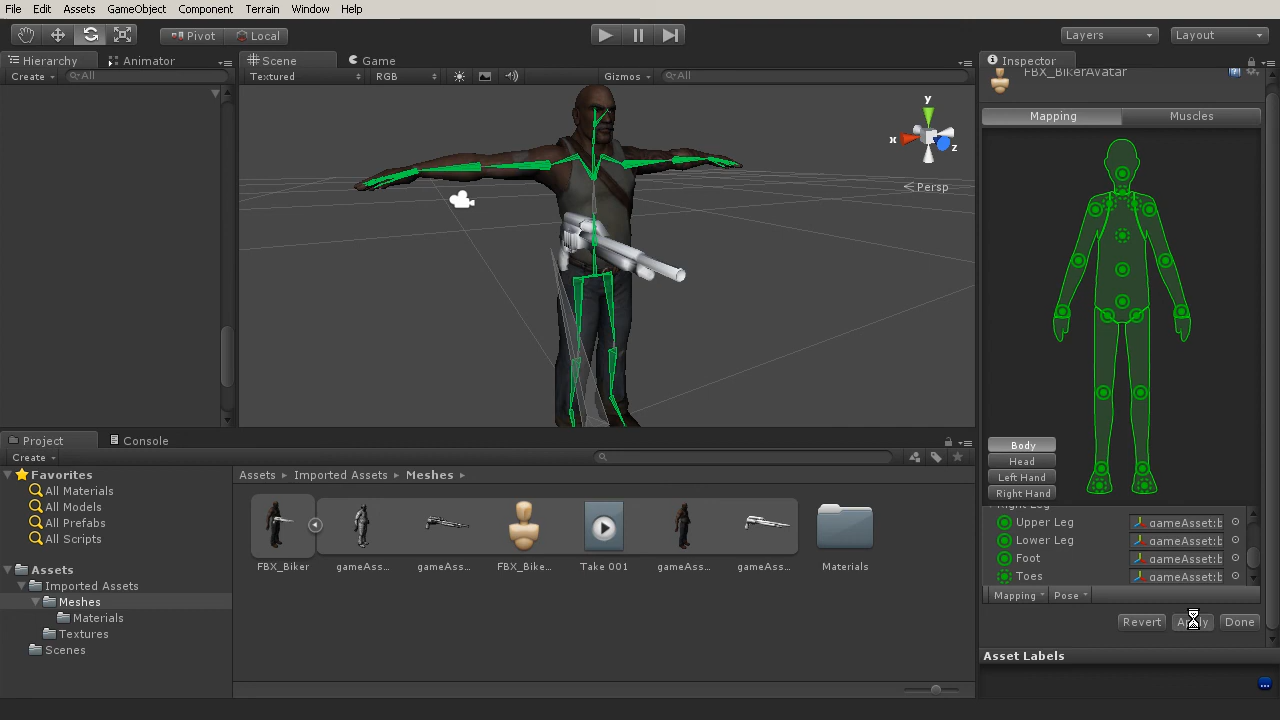 File Edit Assets GameObject Component Terrain Window Help
Pivot Local Layers Layout
Hierarchy Animator Scene Game Inspector
Create All Textured RGB Gizmos All FBX_BikerAvatar
Mapping Muscles
y
x
z
Persp
Body
Head
Left Hand
Right Hand
Right Leg
Upper Leg gameAsset:b
Lower Leg gameAsset:b
Foot gameAsset:b
Toes gameAsset:b
Mapping Pose
Revert Apply Done
Asset Labels
...
Project Console
Create
Favorites
All Materials
All Models
All Prefabs
All Scripts
Assets
Imported Assets
Meshes
Materials
Textures
Scenes
Assets Imported Assets Meshes
FBX_Biker gameAss... gameAss... FBX_Bike... Take 001 gameAss... gameAss... Materials